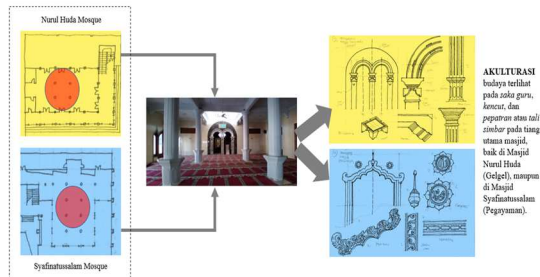 Nurul Huda Mosque
Syafinatussalam Mosque
AKULTURASI
budaya terlihat
pada saka guru,
kencut, dan
pepatran atau tali
simbar pada tiang
utama masjid,
baik di Masjid
Nurul Huda
(Gelgel), maupun
di Masjid
Syafinatussalam
(Pegayaman).